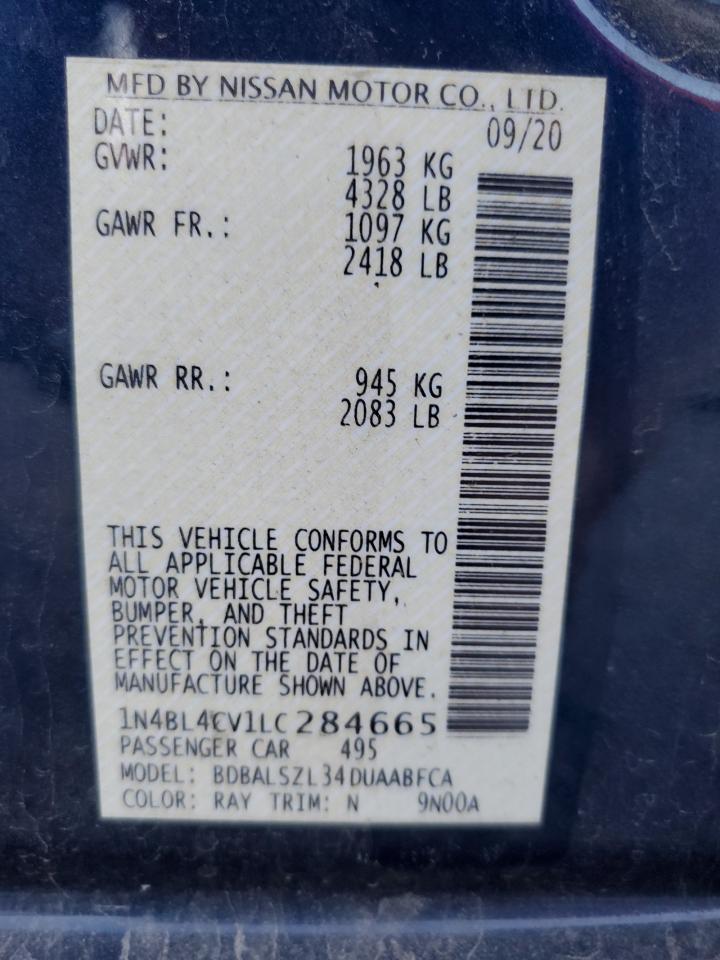 MFD BY NISSAN MOTOR CO., LTD.
DATE: 09/20
GVWR: 1963 KG
4328 LB
GAWR FR.: 1097 KG
2418 LB
GAWR RR.: 945 KG
2083 LB
THIS VEHICLE CONFORMS TO
ALL APPLICABLE FEDERAL
MOTOR VEHICLE SAFETY,
BUMPER, AND THEFT
PREVENTION STANDARDS IN
EFFECT ON THE DATE OF
MANUFACTURE SHOWN ABOVE.
1N4BL4CV1LC284665
PASSENGER CAR 495
MODEL: BDBALSZL34DUAABFCA
COLOR: RAY TRIM: N 9N00A